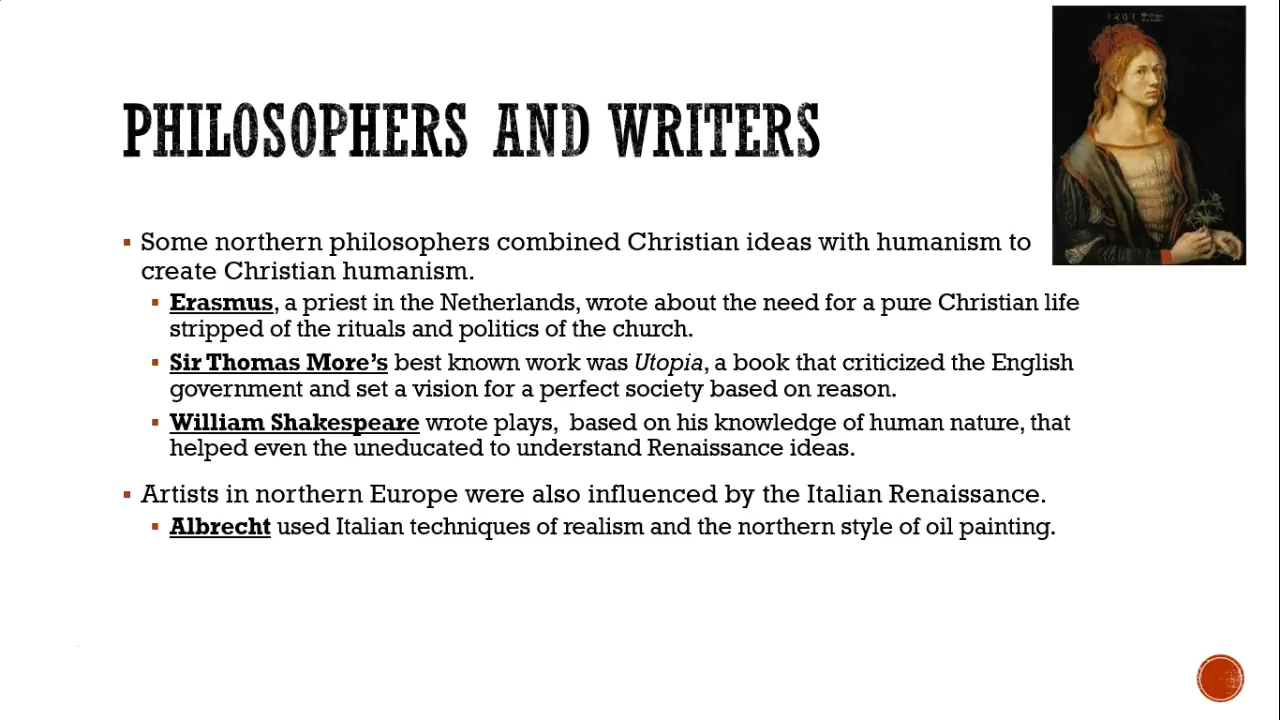 PHILOSOPHERS AND WRITERS
Some northern philosophers combined Christian ideas with humanism to
create Christian humanism.
Erasmus, a priest in the Netherlands, wrote about the need for a pure Christian life
stripped of the rituals and politics of the church.
Sir Thomas More's best known work was Utopia, a book that criticized the English
government and set a vision for a perfect society based on reason.
William Shakespeare wrote plays,  based on his knowledge of human nature, that
helped even the uneducated to understand Renaissance ideas.
Artists in northern Europe were also influenced by the Italian Renaissance.
Albrecht used Italian techniques of realism and the northern style of oil painting.